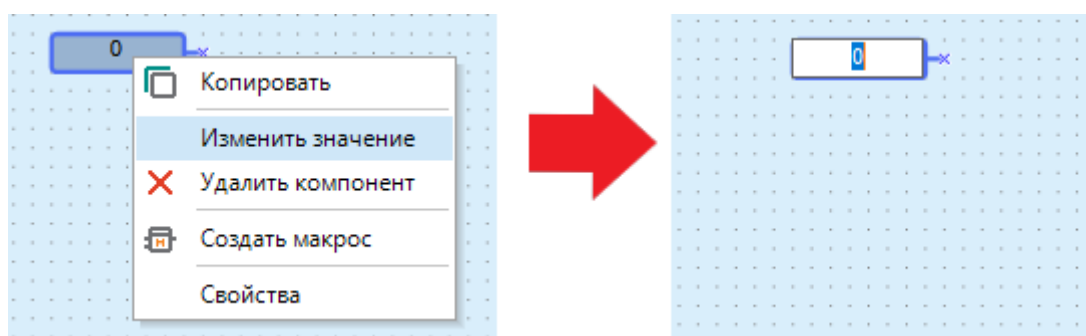 0
Копировать
Изменить значение
Удалить компонент
Создать макрос
Свойства
0